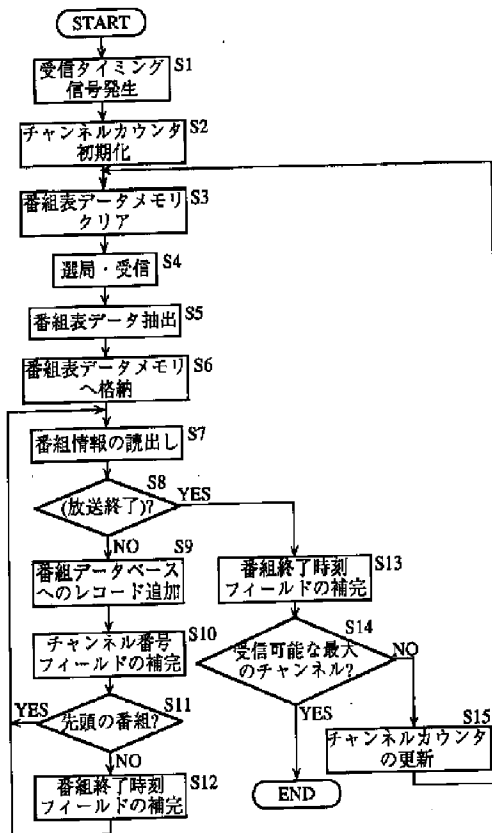 START
受信タイミング
信号発生
S1
チャンネルカウンタ
初期化
S2
番組表データメモリ
クリア
S3
選局・受信
S4
番組表データ抽出
S5
番組表データメモリ
へ格納
S6
番組情報の読出し
S7
(放送終了)?
S8
YES
NO
番組データベース
へのレコード追加
S9
チャンネル番号
フィールドの補完
S10
先頭の番組?
S11
YES
NO
番組終了時刻
フィールドの補完
S12
番組終了時刻
フィールドの補完
S13
受信可能な最大
のチャンネル?
S14
NO
YES
チャンネルカウンタ
の更新
S15
END